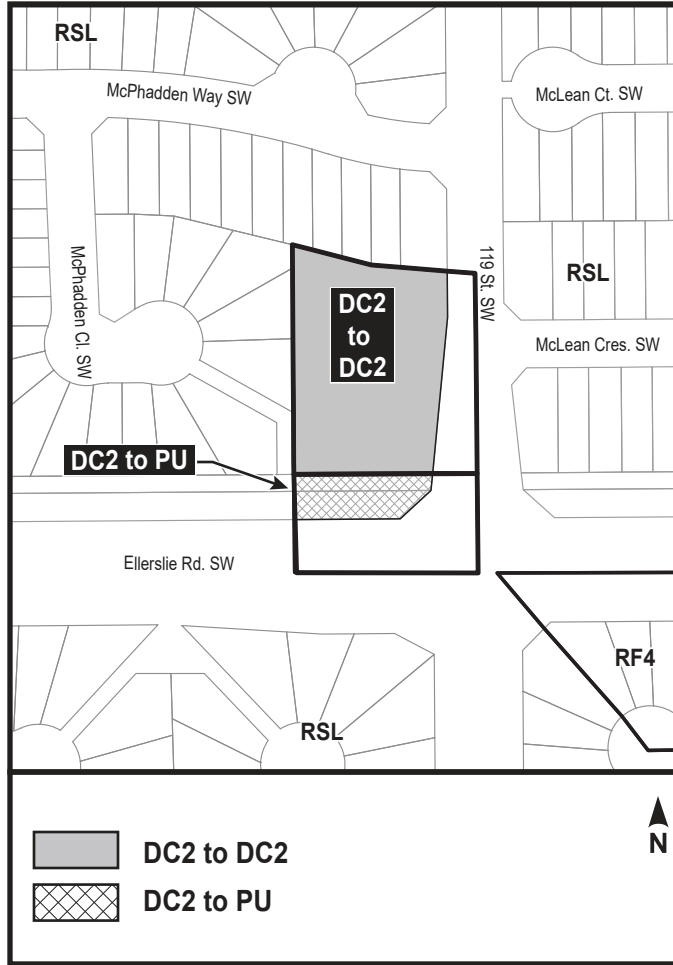 RSL
McPhadden Way SW
McLean Ct. SW
McPhadden Cl. SW
119 St. SW
RSL
DC2
to
DC2
McLean Cres. SW
DC2 to PU
Ellerslie Rd. SW
RF4
RSL
DC2 to DC2
DC2 to PU
N